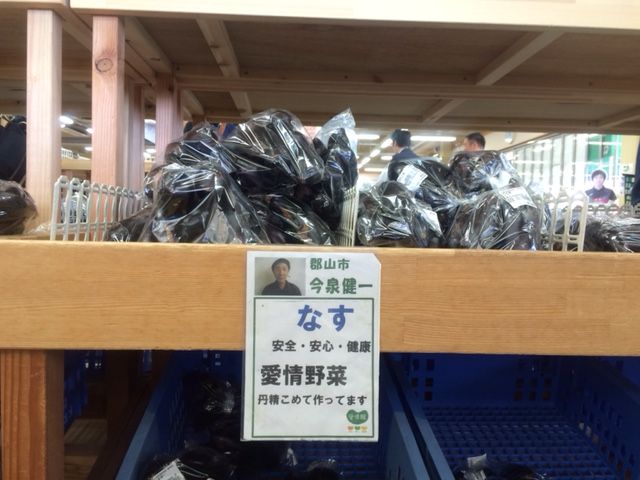 郡山市
今泉健一
なす
安全・安心・健康
愛情野菜
丹精こめて作ってます